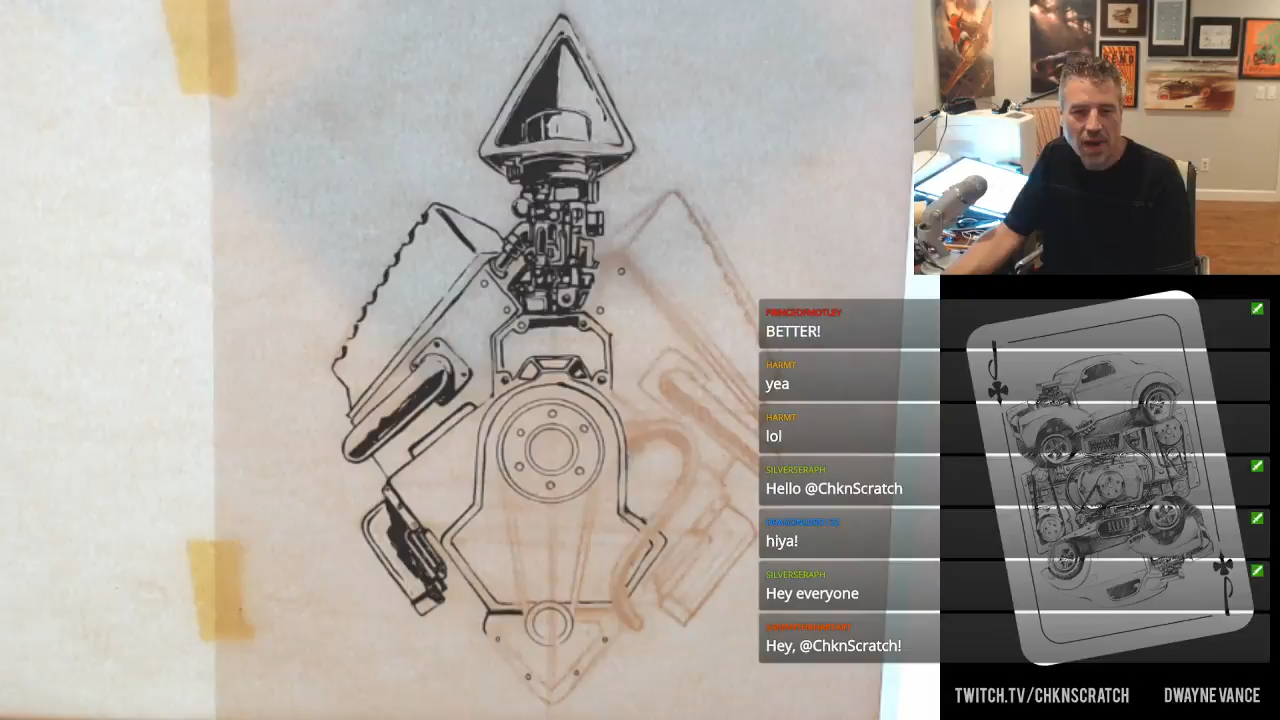 PRINCEOFMOTLEY
BETTER!
HARMT
yea
HARMT
lol
SILVERSERAPH
Hello @ChknScratch
hiya!
SILVERSERAPH
Hey everyone
Hey, @ChknScratch!
J
J
TWITCH.TV/CHKNSCRATCH
DWAYNE VANCE